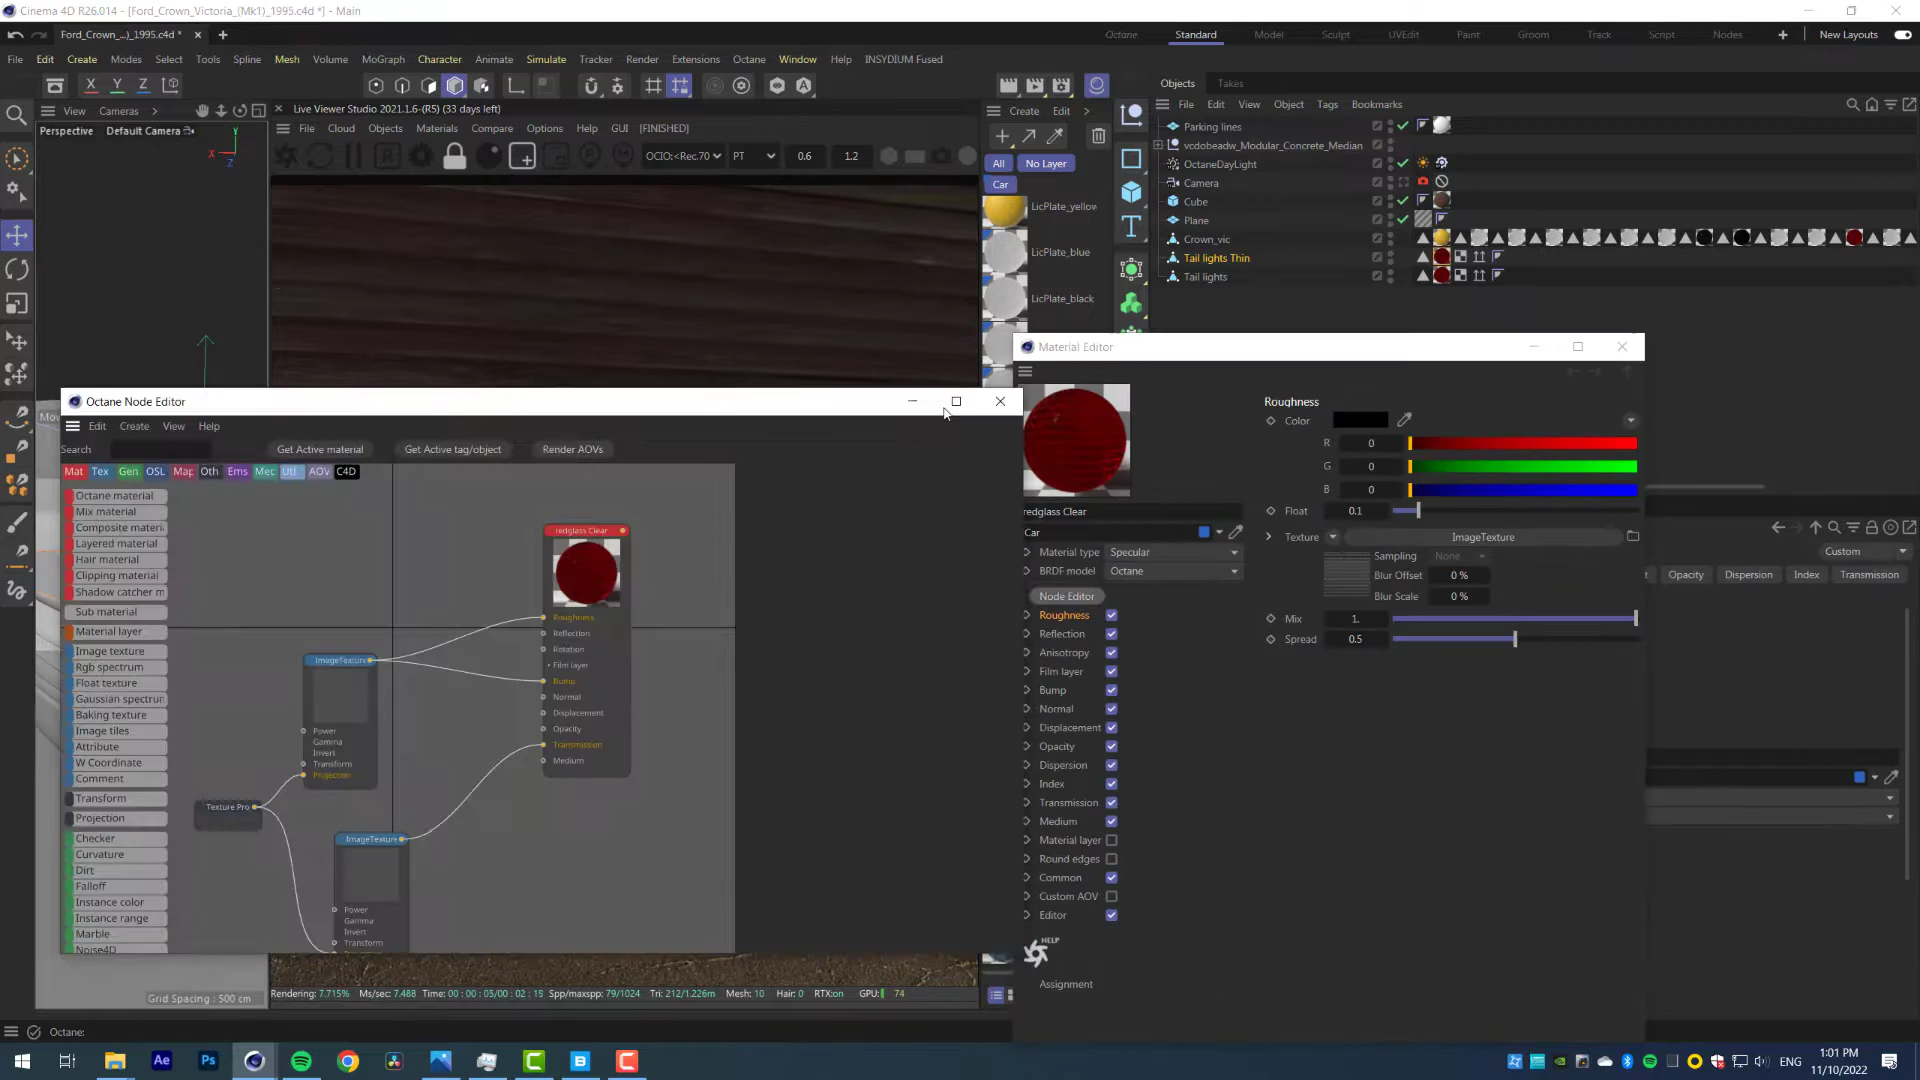 Cinema 4D R26.014 - [Ford_Crown_Victoria_(Mk1)_1995.c4d *] - Main
Ford_Crown_...)_1995.c4d *
Octane Standard Model Sculpt UVEdit Paint Groom Track Script Nodes New Layouts
File Edit Create Modes Select Tools Spline Mesh Volume MoGraph Character Animate Simulate Tracker Render Extensions Octane Window Help INSYDIUM Fused
X Y Z
Objects Takes
View Cameras
Live Viewer Studio 2021.1.6-(R5) (33 days left)
Create Edit
File Edit View Object Tags Bookmarks
Perspective Default Camera
Y X Z
File Cloud Objects Materials Compare Options Help GUI [FINISHED]
OCIO:<Rec.70 PT 0.6 1.2
All No Layer
Car
LicPlate_yellow
LicPlate_blue
LicPlate_black
Parking lines
vcdobeadw_Modular_Concrete_Median
OctaneDayLight
Camera
Cube
Plane
Crown_vic
Tail lights Thin
Tail lights
Octane Node Editor
Edit Create View Help
Search Get Active material Get Active tag/object Render AOVs
Mat Tex Gen OSL Map Oth Ems Mec Utl AOV C4D
Octane material
Mix material
Composite materi
Layered material
Hair material
Clipping material
Shadow catcher m
Sub material
Material layer
Image texture
Rgb spectrum
Float texture
Gaussian spectrum
Baking texture
Image tiles
Attribute
W Coordinate
Comment
Transform
Projection
Checker
Curvature
Dirt
Falloff
Instance color
Instance range
Marble
Noise4D
redglass Clear
Roughness
Reflection
Rotation
Film layer
Bump
Normal
Displacement
Opacity
Transmission
Medium
ImageTexture
Power
Gamma
Invert
Transform
Projection
Texture Pro
ImageTexture
Power
Gamma
Invert
Transform
Material Editor
redglass Clear
Car
Material type Specular
BRDF model Octane
Node Editor
Roughness
Reflection
Anisotropy
Film layer
Bump
Normal
Displacement
Opacity
Dispersion
Index
Transmission
Medium
Material layer
Round edges
Common
Custom AOV
Editor
HELP
Assignment
Roughness
Color
R 0
G 0
B 0
Float 0.1
Texture ImageTexture
Sampling None
Blur Offset 0 %
Blur Scale 0 %
Mix 1.
Spread 0.5
Custom
Opacity Dispersion Index Transmission
Grid Spacing : 500 cm
Rendering: 7.715% Ms/sec: 7.488 Time: 00 : 00 : 05/00 : 02 : 15 Spp/maxspp: 79/1024 Tri: 212/1.226m Mesh: 10 Hair: 0 RTX:on GPU: 74
Octane:
Ae Ps B C
ENG
1:01 PM
11/10/2022